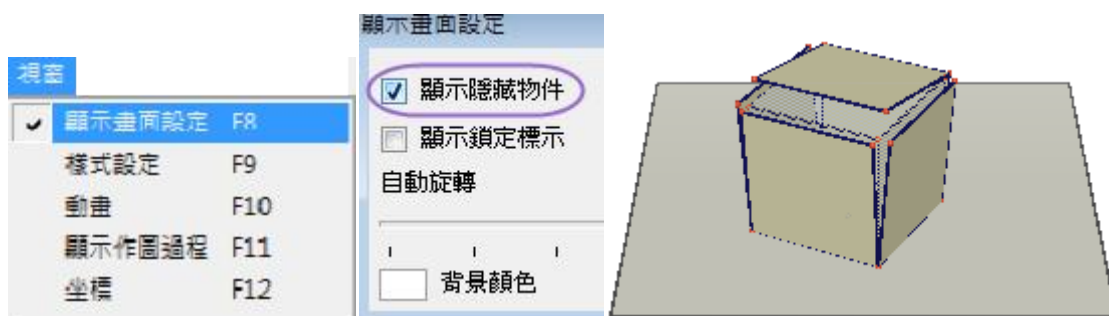 視窗
顯示畫面設定 F8
樣式設定 F9
動畫 F10
顯示作圖過程 F11
坐標 F12
顯示畫面設定
顯示隱藏物件
顯示鎖定標示
自動旋轉
背景顏色